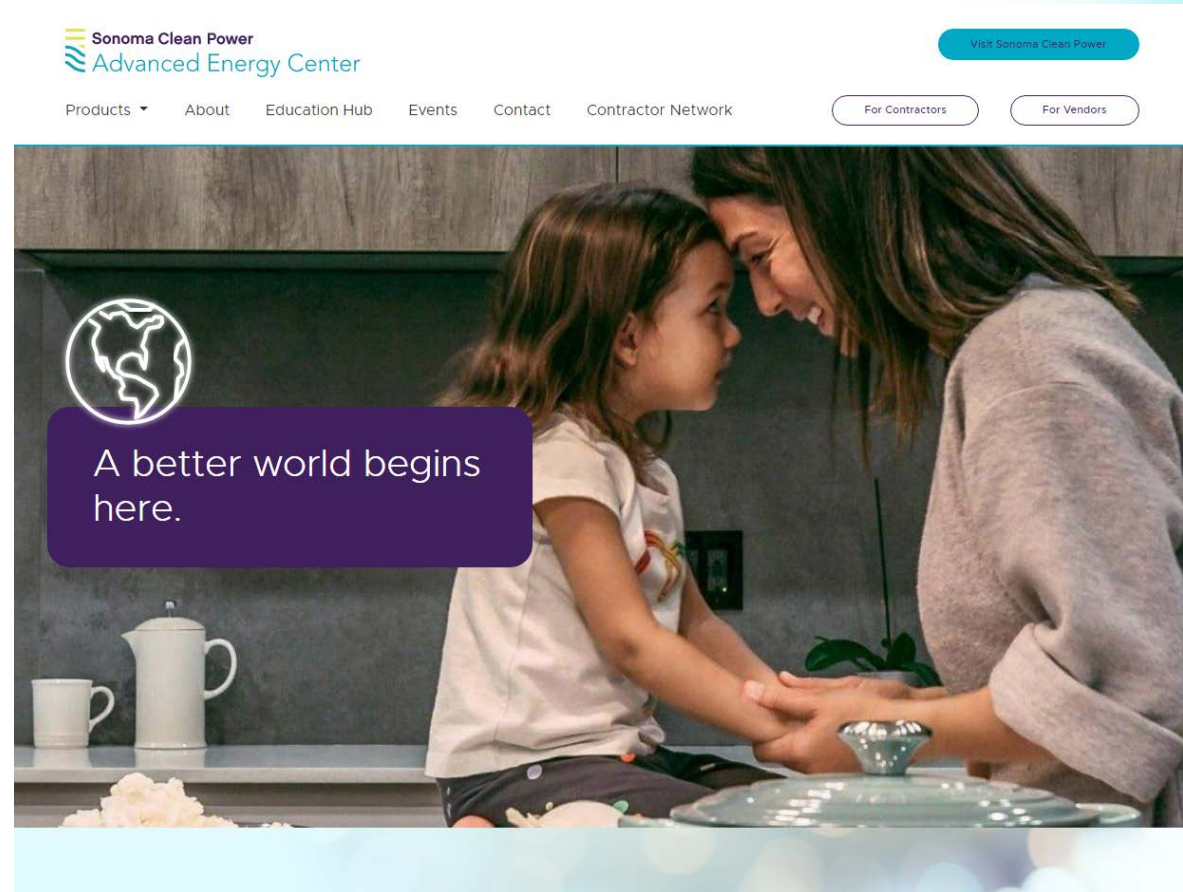 Sonoma Clean Power
Advanced Energy Center
Visit Sonoma Clean Power
Products
About
Education Hub
Events
Contact
Contractor Network
For Contractors
For Vendors
A better world begins
here.